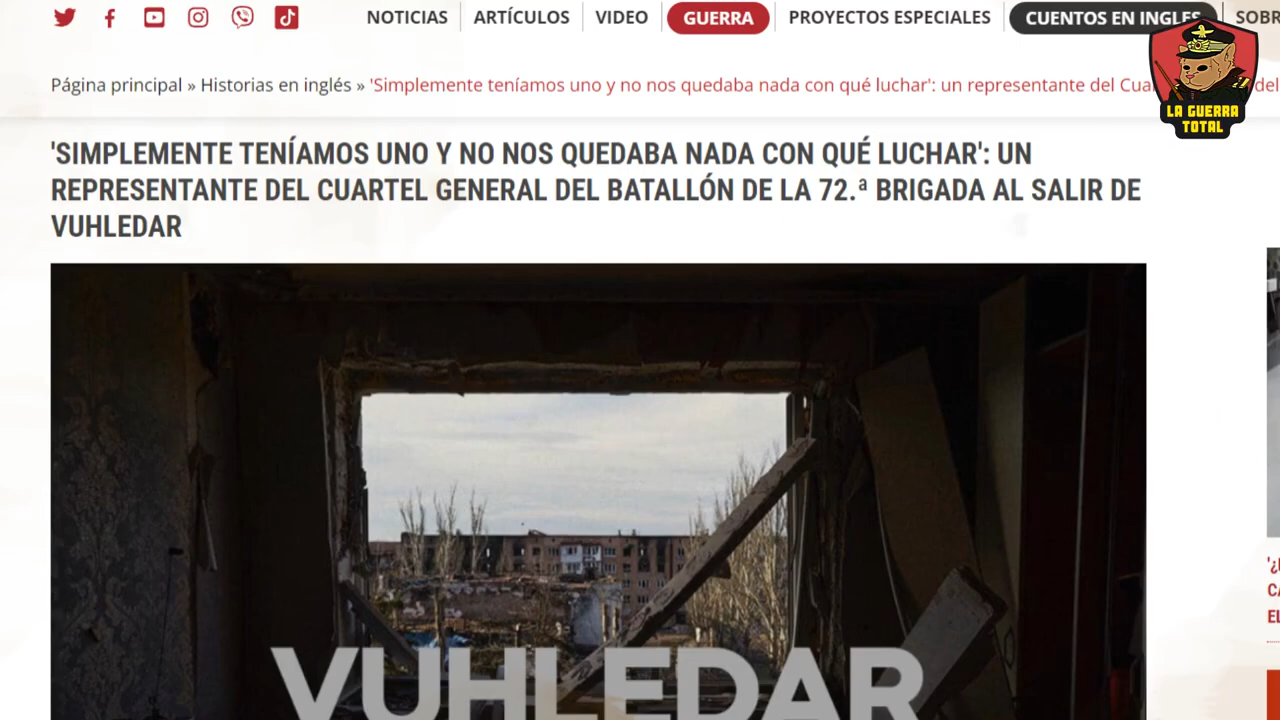 NOTICIAS ARTÍCULOS VIDEO GUERRA PROYECTOS ESPECIALES CUENTOS EN INGLES SOBR
Página principal » Historias en inglés » 'Simplemente teníamos uno y no nos quedaba nada con qué luchar': un representante del Cua del
LA GUERRA
TOTAL
'SIMPLEMENTE TENÍAMOS UNO Y NO NOS QUEDABA NADA CON QUÉ LUCHAR': UN
REPRESENTANTE DEL CUARTEL GENERAL DEL BATALLÓN DE LA 72.ª BRIGADA AL SALIR DE
VUHLEDAR
VUHLEDAR
EL